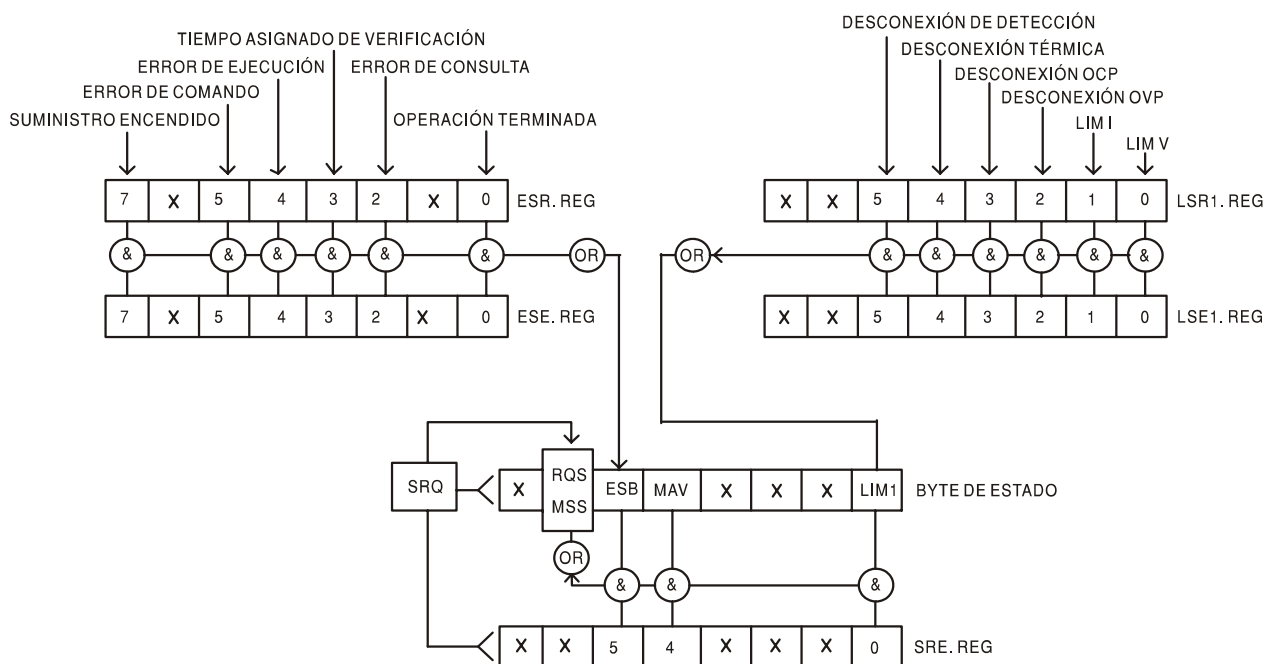 DESCONEXIÓN DE DETECCIÓN
TIEMPO ASIGNADO DE VERIFICACIÓN
DESCONEXIÓN TÉRMICA
ERROR DE EJECUCIÓN
ERROR DE CONSULTA
DESCONEXIÓN OCP
ERROR DE COMANDO
DESCONEXIÓN OVP
SUMINISTRO ENCENDIDO
OPERACIÓN TERMINADA
LIM I
LIM V
7 X 5 4 3 2 X 0 ESR. REG
X X 5 4 3 2 1 0 LSR1. REG
& & & & & & OR
OR & & & & & &
7 X 5 4 3 2 X 0 ESE. REG
X X 5 4 3 2 1 0 LSE1. REG
SRQ
X RQS MSS ESB MAV X X X LIM1 BYTE DE ESTADO
OR
& & &
X X 5 4 X X X 0 SRE. REG